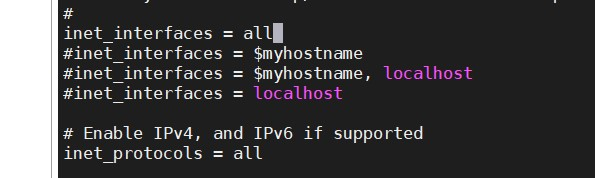 #
inet_interfaces = all
#inet_interfaces = $myhostname
#inet_interfaces = $myhostname, localhost
#inet_interfaces = localhost
# Enable IPv4, and IPv6 if supported
inet_protocols = all